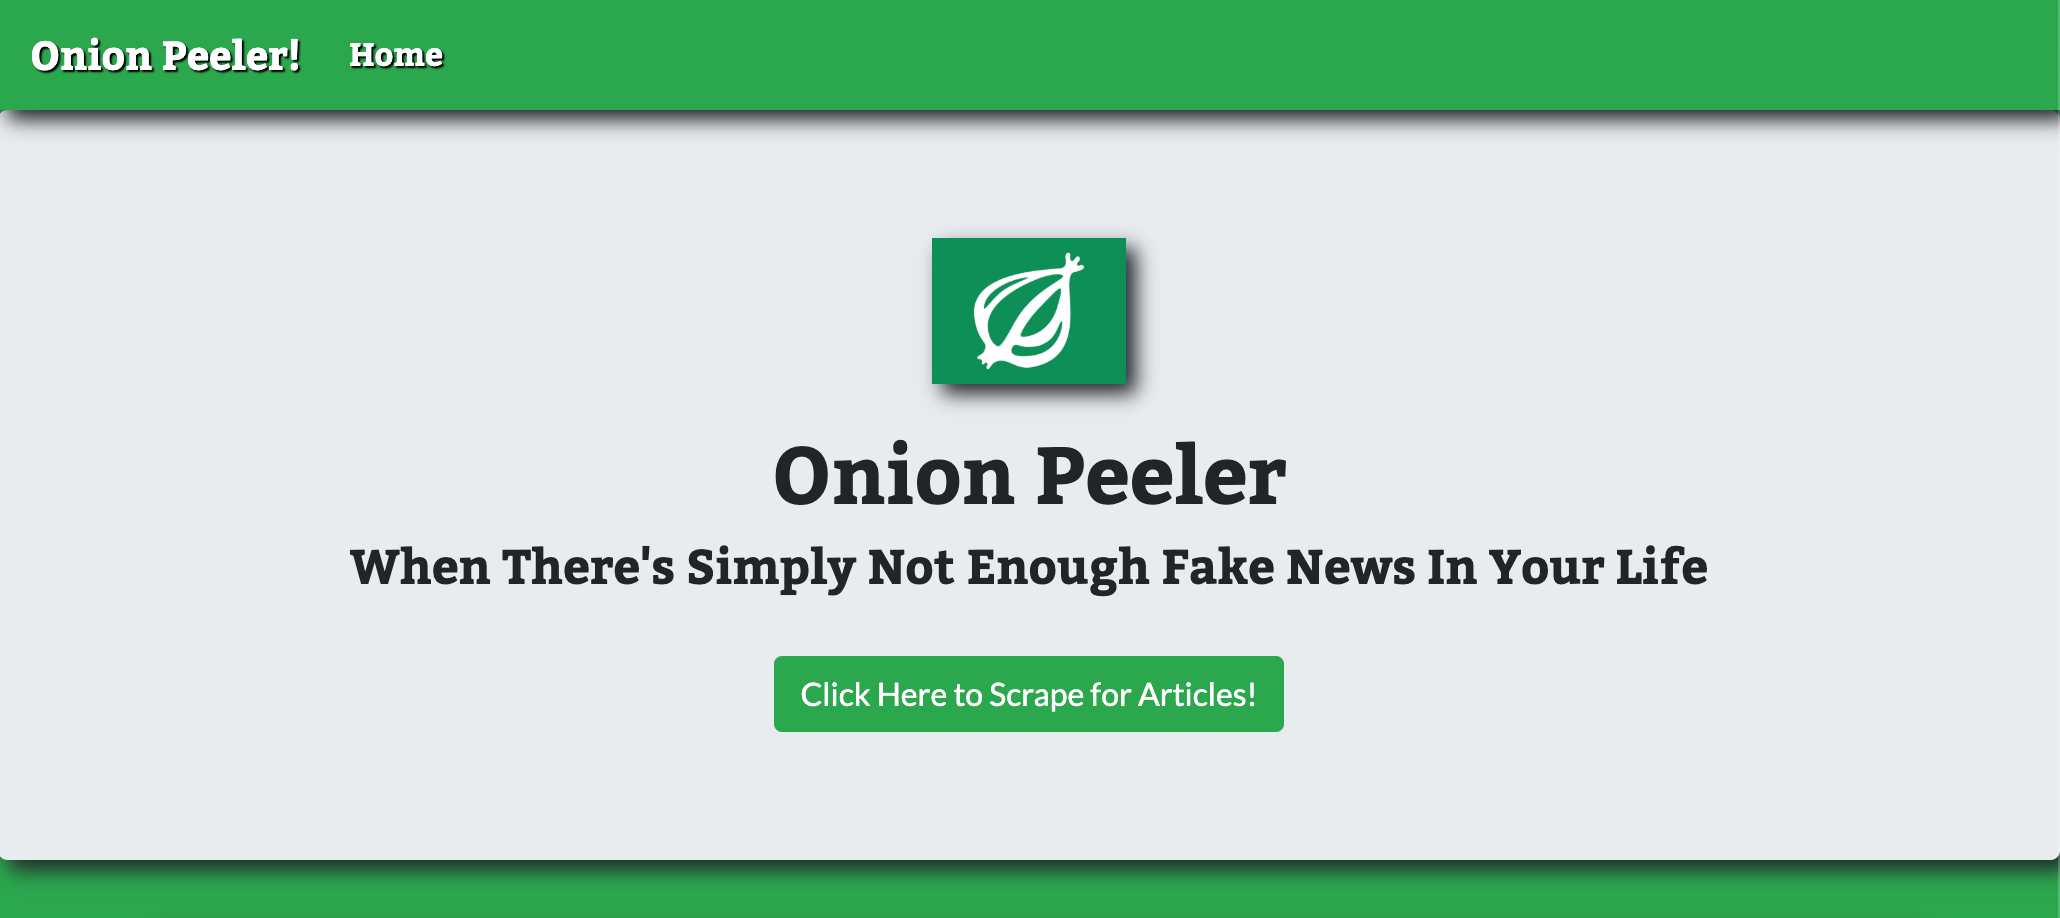 Onion Peeler! Home
Onion Peeler
When There's Simply Not Enough Fake News In Your Life
Click Here to Scrape for Articles!